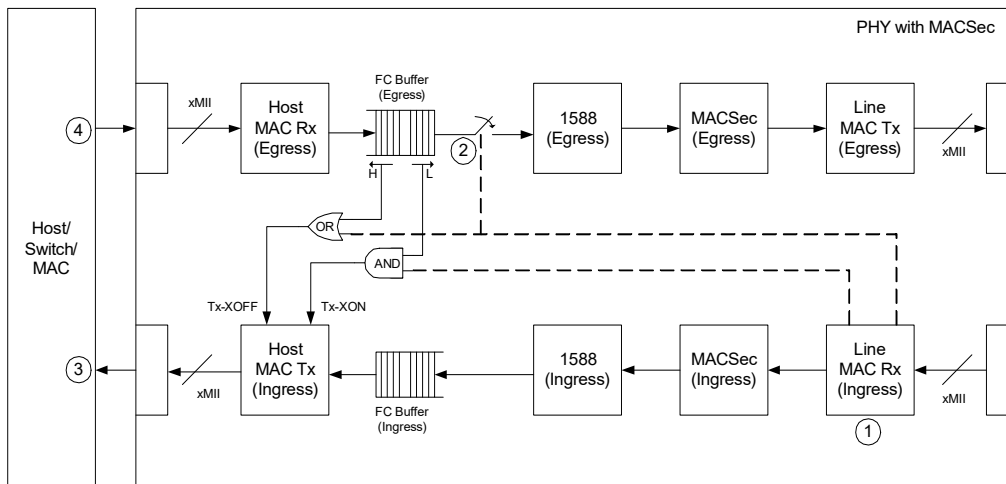 PHY with MACSec
FC Buffer
(Egress)
xMII
Host
MAC Rx
(Egress)
1588
(Egress)
MACSec
(Egress)
Line
MAC Tx
(Egress)
xMII
4
2
H
L
Host/
Switch/
MAC
OR
AND
Tx-XOFF
Tx-XON
3
xMII
Host
MAC Tx
(Ingress)
FC Buffer
(Ingress)
1588
(Ingress)
MACSec
(Ingress)
Line
MAC Rx
(Ingress)
xMII
1